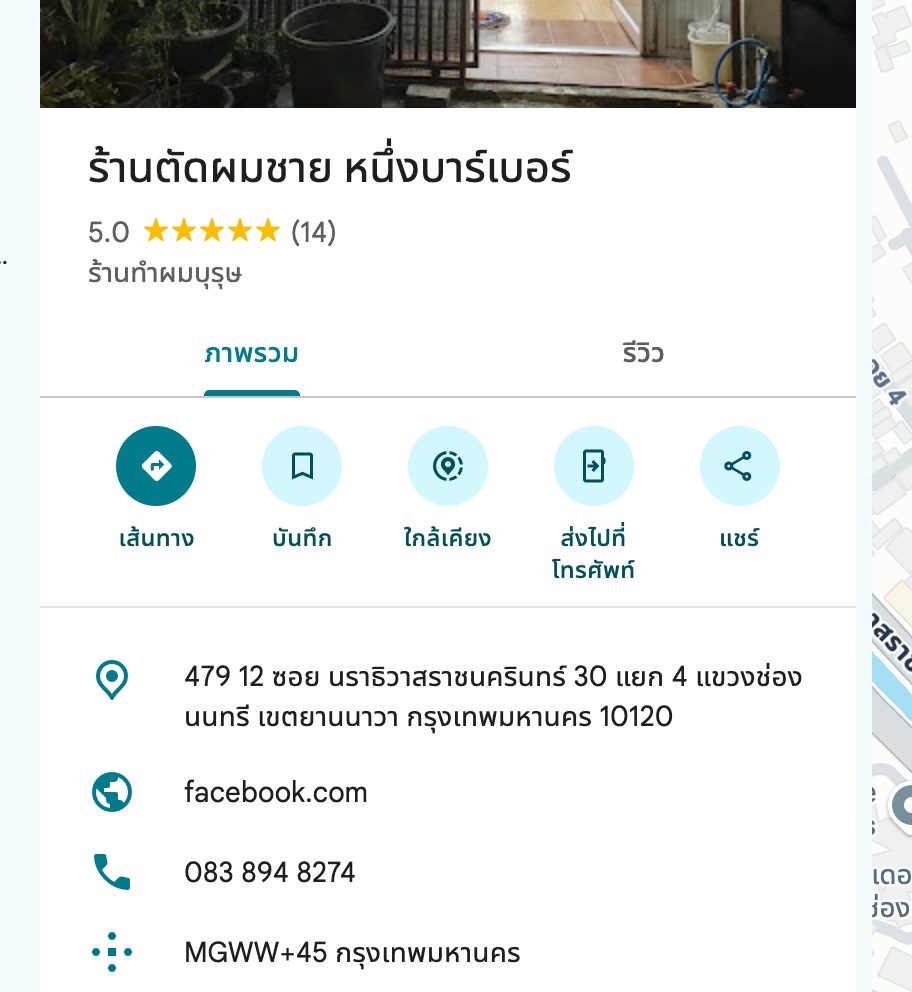 ร้านตัดผมชาย หนึ่งบาร์เบอร์
5.0 ★★★★★ (14)
ร้านทำผมบุรุษ
ภาพรวม
รีวิว
เส้นทาง
บันทึก
ใกล้เคียง
ส่งไปที่
โทรศัพท์
แชร์
479 12 ซอย นราธิวาสราชนครินทร์ 30 แยก 4 แขวงช่อง
นนทรี เขตยานนาวา กรุงเทพมหานคร 10120
facebook.com
083 894 8274
MGWW+45 กรุงเทพมหานคร